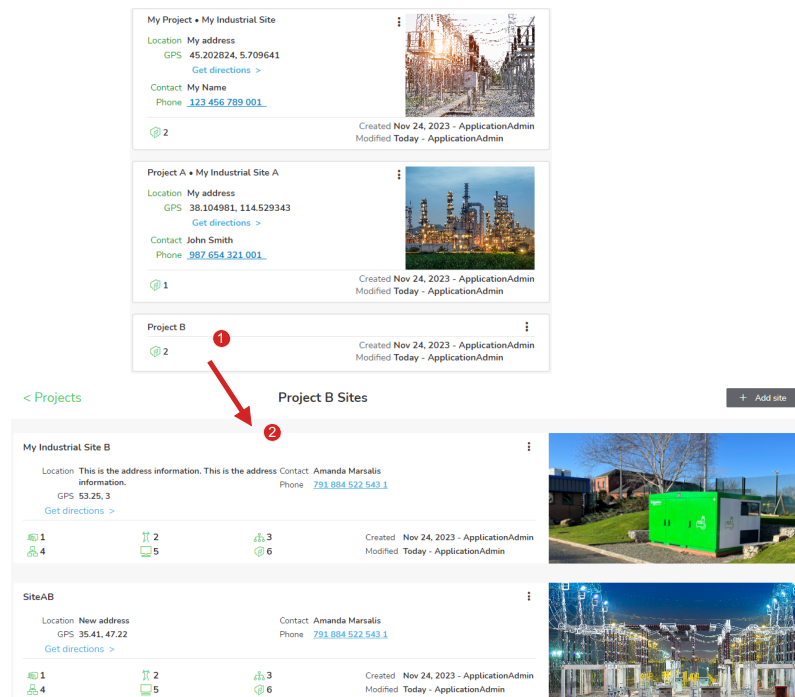 My Project • My Industrial Site
Location My address
GPS 45.202824, 5.709641
Get directions >
Contact My Name
Phone 123 456 789 001
2
Created Nov 24, 2023 - ApplicationAdmin
Modified Today - ApplicationAdmin
Project A • My Industrial Site A
Location My address
GPS 38.104981, 114.529343
Get directions >
Contact John Smith
Phone 987 654 321 001
1
Created Nov 24, 2023 - ApplicationAdmin
Modified Today - ApplicationAdmin
Project B
1
2
Created Nov 24, 2023 - ApplicationAdmin
Modified Today - ApplicationAdmin
< Projects
Project B Sites
+ Add site
2
My Industrial Site B
Location This is the address information. This is the address information.
GPS 53.25, 3
Get directions >
Contact Amanda Marsalis
Phone 791 884 522 543 1
1 2 3
Created Nov 24, 2023 - ApplicationAdmin
4 5 6
Modified Today - ApplicationAdmin
SiteAB
Location New address
GPS 35.41, 47.22
Get directions >
Contact Amanda Marsalis
Phone 791 884 522 543 1
1 2 3
Created Nov 24, 2023 - ApplicationAdmin
4 5 6
Modified Today - ApplicationAdmin